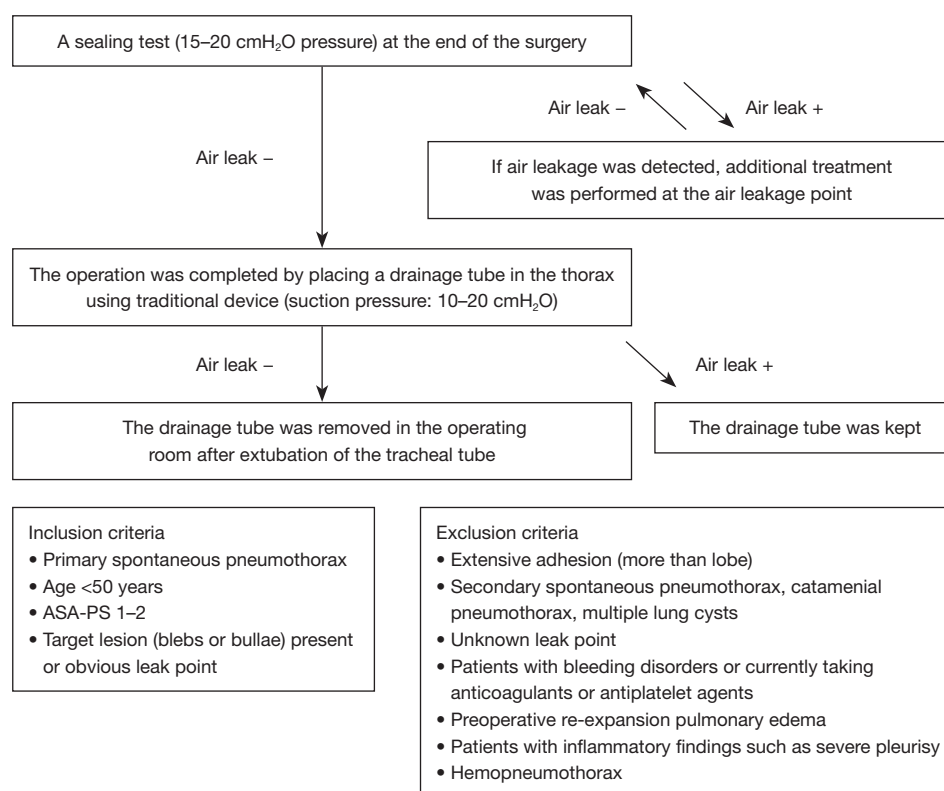 A sealing test (15–20 cmH₂O pressure) at the end of the surgery
Air leak –
Air leak +
Air leak –
If air leakage was detected, additional treatment
was performed at the air leakage point
The operation was completed by placing a drainage tube in the thorax
using traditional device (suction pressure: 10–20 cmH₂O)
Air leak –
Air leak +
The drainage tube was removed in the operating
room after extubation of the tracheal tube
The drainage tube was kept
Inclusion criteria
• Primary spontaneous pneumothorax
• Age <50 years
• ASA-PS 1–2
• Target lesion (blebs or bullae) present
or obvious leak point
Exclusion criteria
• Extensive adhesion (more than lobe)
• Secondary spontaneous pneumothorax, catamenial
pneumothorax, multiple lung cysts
• Unknown leak point
• Patients with bleeding disorders or currently taking
anticoagulants or antiplatelet agents
• Preoperative re-expansion pulmonary edema
• Patients with inflammatory findings such as severe pleurisy
• Hemopneumothorax